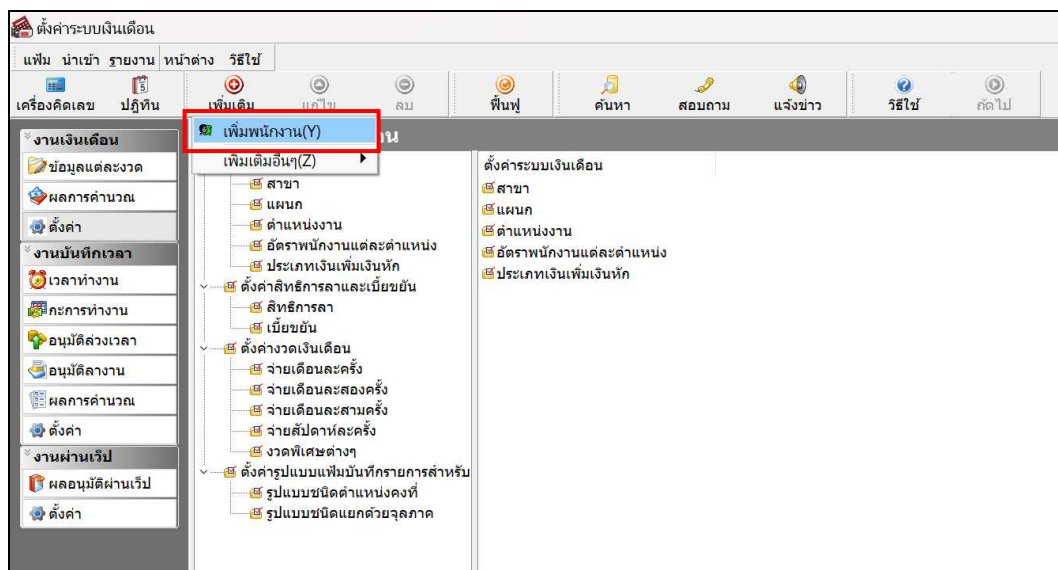 ตั้งค่าระบบเงินเดือน
แฟ้ม นำเข้า รายงาน หน้าต่าง วิธีใช้
เครื่องคิดเลข ปฏิทิน เพิ่มเติม แก้ไข ลบ ฟื้นฟู ค้นหา สอบถาม แจ้งข่าว วิธีใช้ ถัดไป
งานเงินเดือน
ข้อมูลแต่ละงวด
ผลการคำนวณ
ตั้งค่า
งานบันทึกเวลา
เวลาทำงาน
กะการทำงาน
อนุมัติล่วงเวลา
อนุมัติลางาน
ผลการคำนวณ
ตั้งค่า
งานผ่านเว็ป
ผลอนุมัติผ่านเว็ป
ตั้งค่า
เพิ่มพนักงาน(Y)
เพิ่มเติมอื่นๆ(Z)
สาขา
แผนก
ตำแหน่งงาน
อัตราพนักงานแต่ละตำแหน่ง
ประเภทเงินเพิ่มเงินหัก
ตั้งค่าสิทธิการลาและเบี้ยขยัน
สิทธิการลา
เบี้ยขยัน
ตั้งค่างวดเงินเดือน
จ่ายเดือนละครั้ง
จ่ายเดือนละสองครั้ง
จ่ายเดือนละสามครั้ง
จ่ายสัปดาห์ละครั้ง
งวดพิเศษต่างๆ
ตั้งค่ารูปแบบแฟ้มบันทึกรายการสำหรับ
รูปแบบชนิดตำแหน่งคงที่
รูปแบบชนิดแยกด้วยจุลภาค
ตั้งค่าระบบเงินเดือน
สาขา
แผนก
ตำแหน่งงาน
อัตราพนักงานแต่ละตำแหน่ง
ประเภทเงินเพิ่มเงินหัก